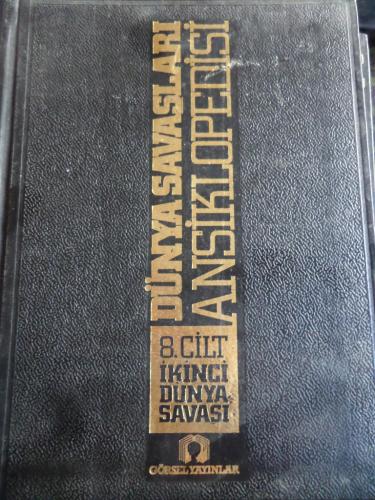 DÜNYA SAVAŞLARI
ANSİKLOPEDİSİ
8.CİLT
İKİNCİ
DÜNYA
SAVAŞI
GÖRSEL YAYINLAR